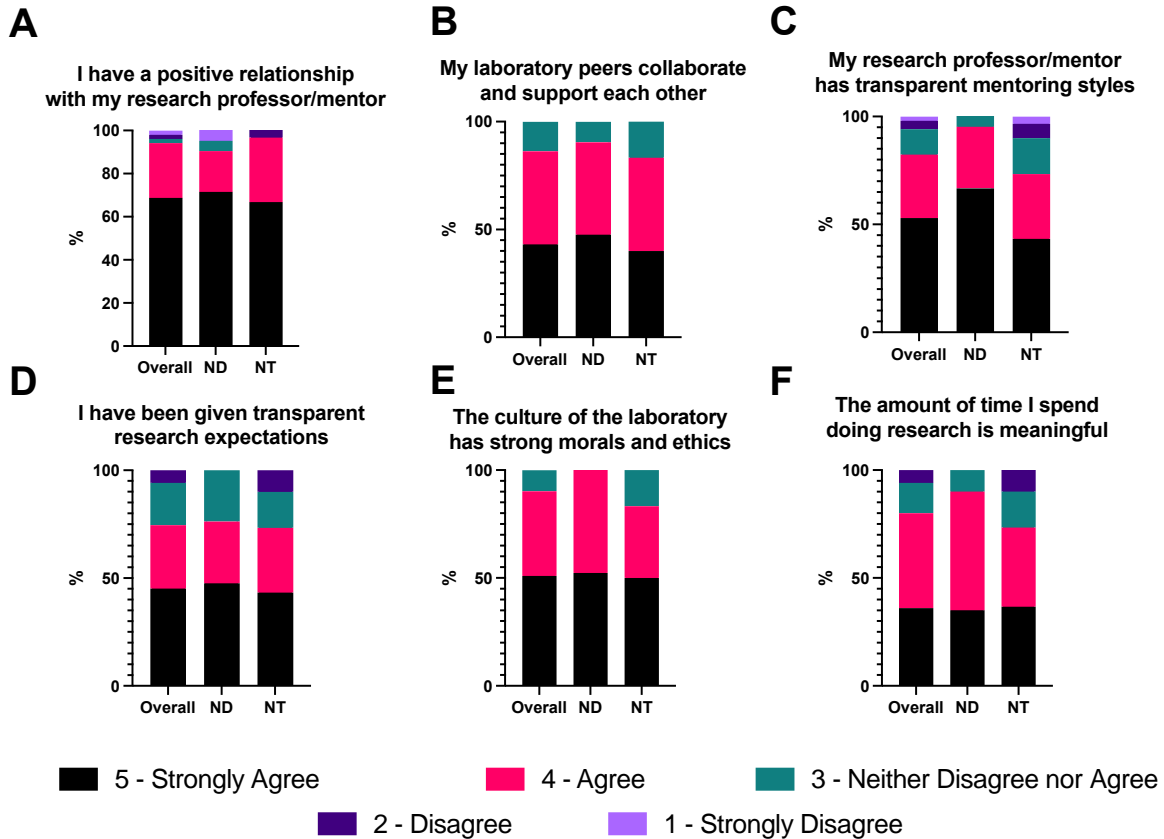 A
I have a positive relationship
with my research professor/mentor
100
80
60
40
20
0
%
Overall ND NT
B
My laboratory peers collaborate
and support each other
100
50
0
%
Overall ND NT
C
My research professor/mentor
has transparent mentoring styles
100
50
0
%
Overall ND NT
D
I have been given transparent
research expectations
100
50
0
%
Overall ND NT
E
The culture of the laboratory
has strong morals and ethics
100
50
0
%
Overall ND NT
F
The amount of time I spend
doing research is meaningful
100
50
0
%
Overall ND NT
5 - Strongly Agree
4 - Agree
3 - Neither Disagree nor Agree
2 - Disagree
1 - Strongly Disagree